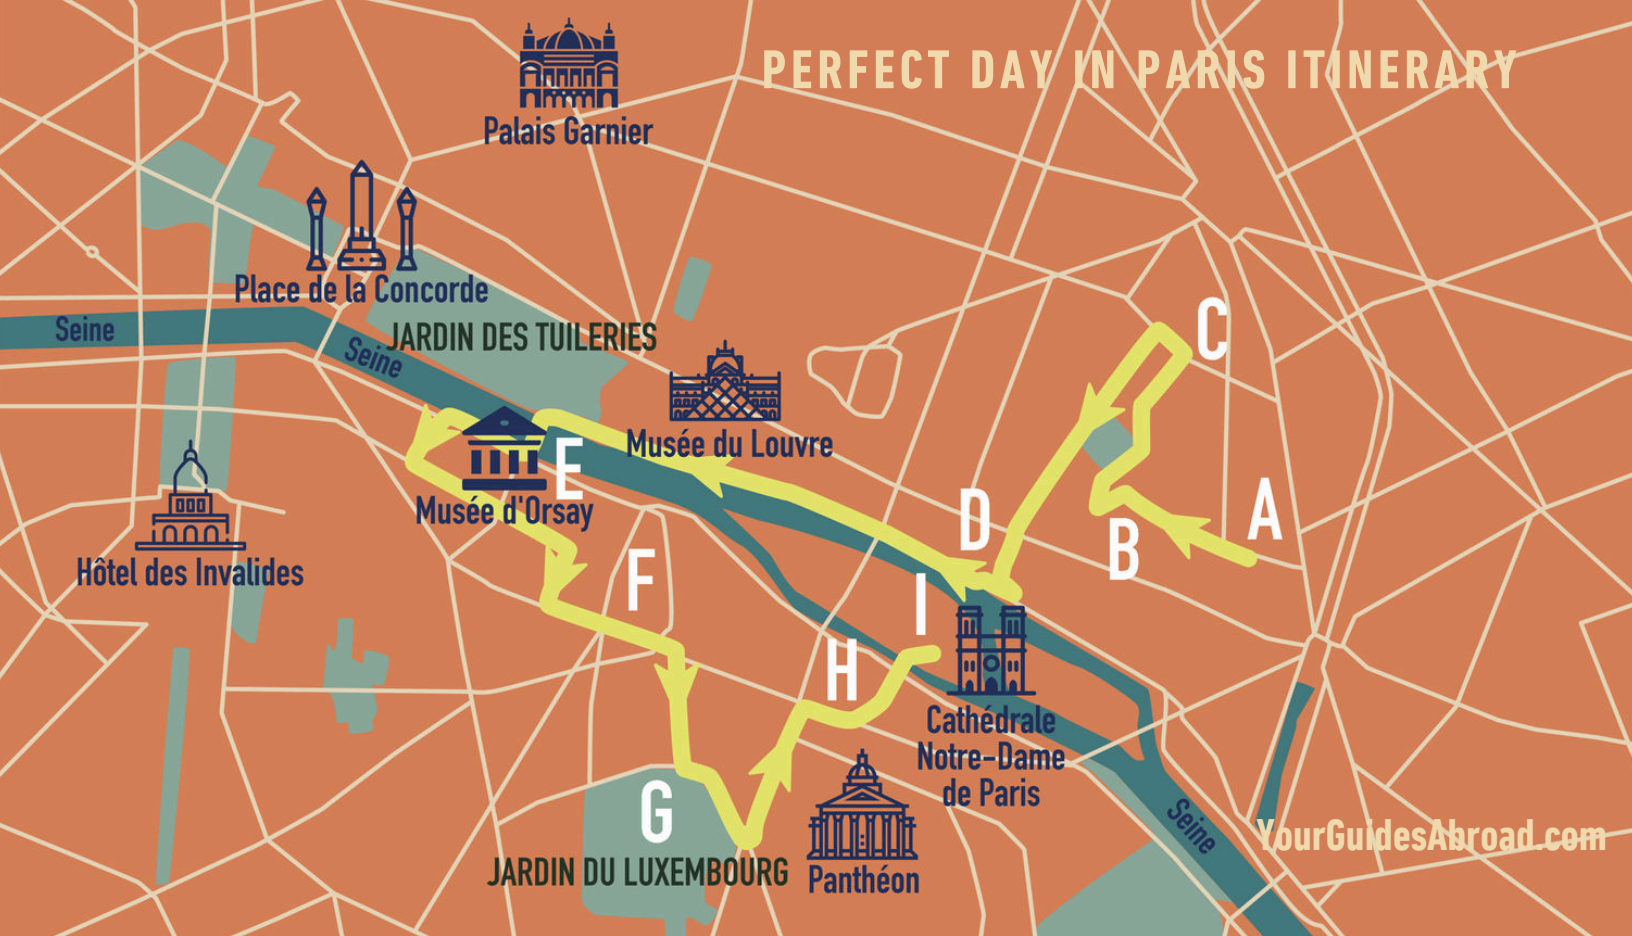 PERFECT DAY IN PARIS ITINERARY
Palais Garnier
Place de la Concorde
C
Seine
Seine
JARDIN DES TUILERIES
Musée du Louvre
E
Musée d'Orsay
D
A
B
Hôtel des Invalides
F
I
H
Cathédrale
Notre-Dame
de Paris
G
JARDIN DU LUXEMBOURG
Panthéon
Seine
YourGuidesAbroad.com